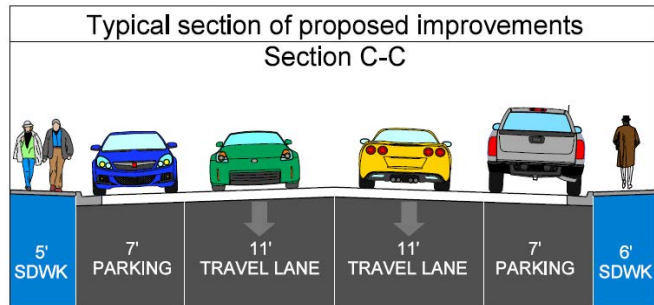 Typical section of proposed improvements
Section C-C
5'
SDWK
7'
PARKING
11'
TRAVEL LANE
11'
TRAVEL LANE
7'
PARKING
6'
SDWK